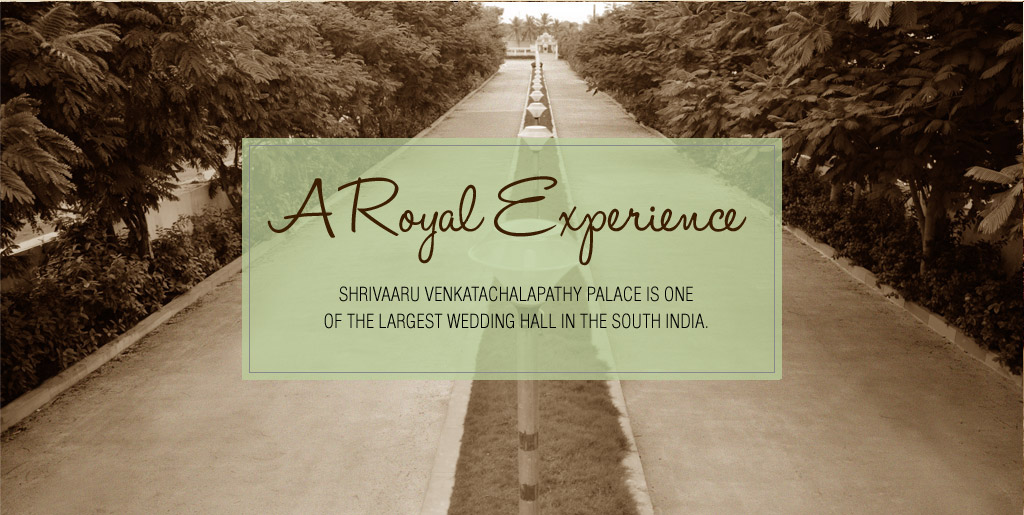 A Royal Experience
SHRIVAARU VENKATACHALAPATHY PALACE IS ONE
OF THE LARGEST WEDDING HALL IN THE SOUTH INDIA.